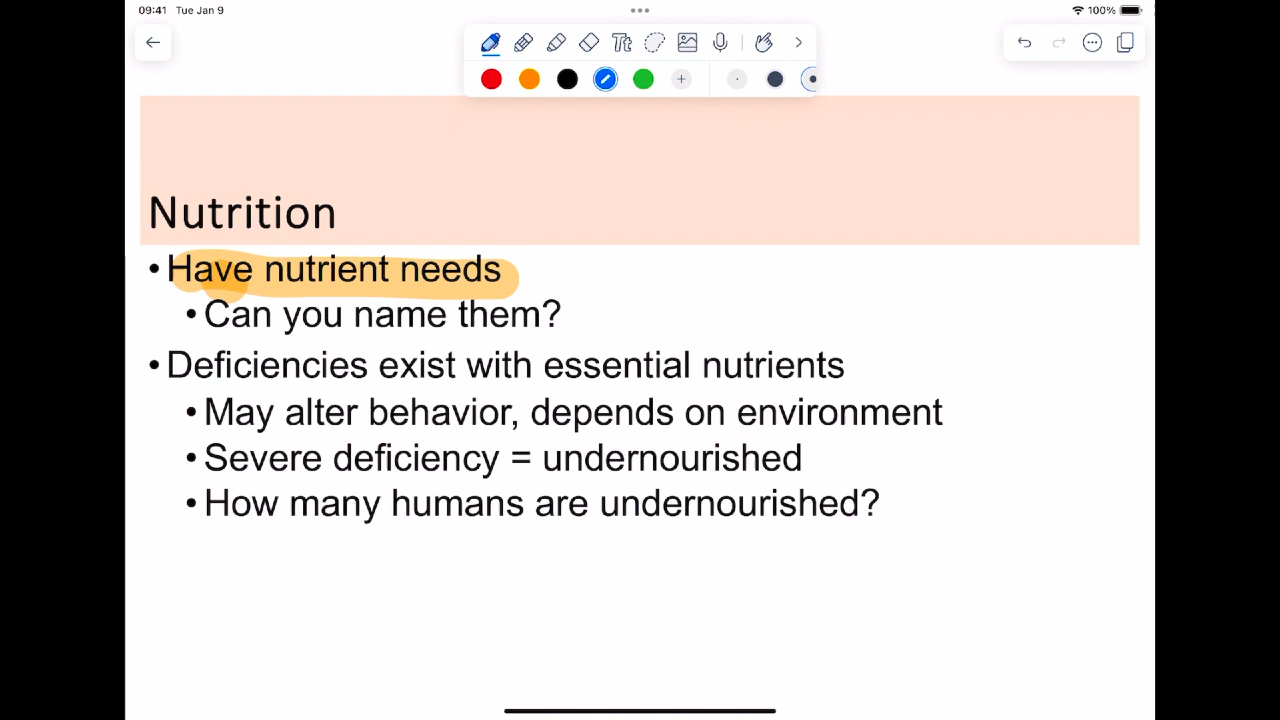 09:41 Tue Jan 9
100%
Tt
Nutrition
•Have nutrient needs
•Can you name them?
•Deficiencies exist with essential nutrients
•May alter behavior, depends on environment
•Severe deficiency = undernourished
•How many humans are undernourished?